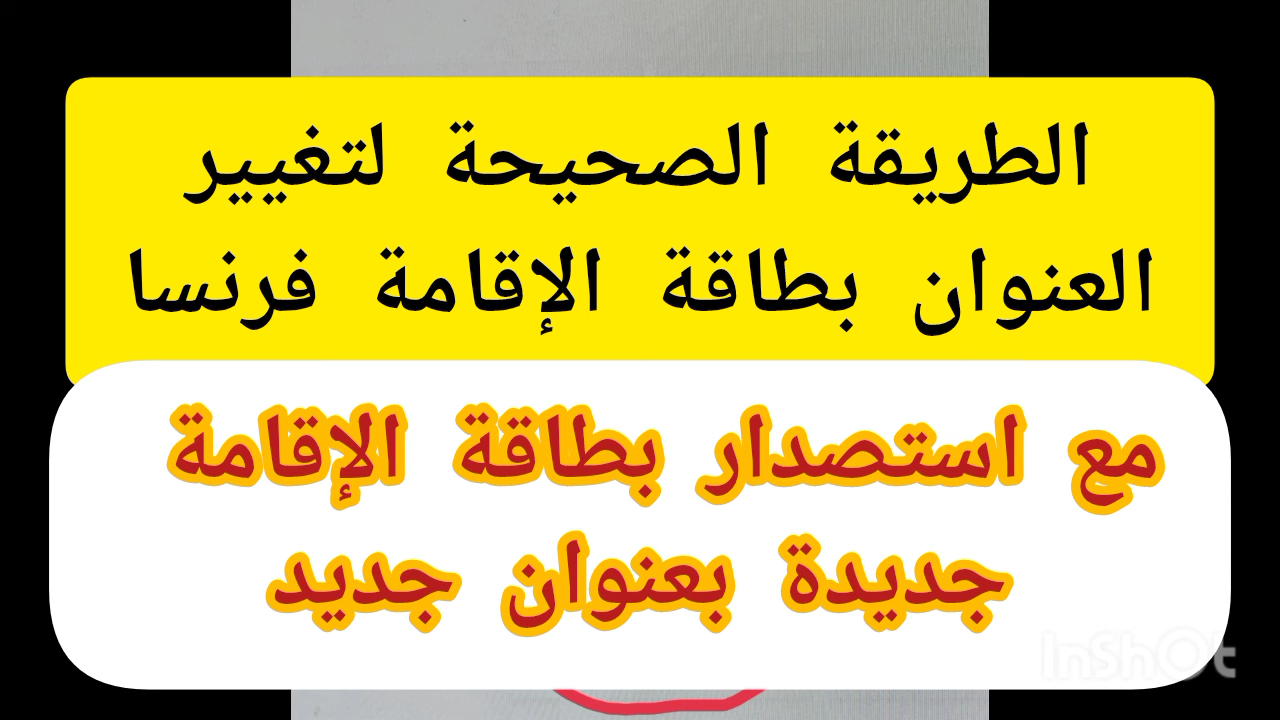 الطريقة الصحيحة لتغيير
العنوان بطاقة الإقامة فرنسا
مع استصدار بطاقة الإقامة
جديدة بعنوان جديد
InShOt